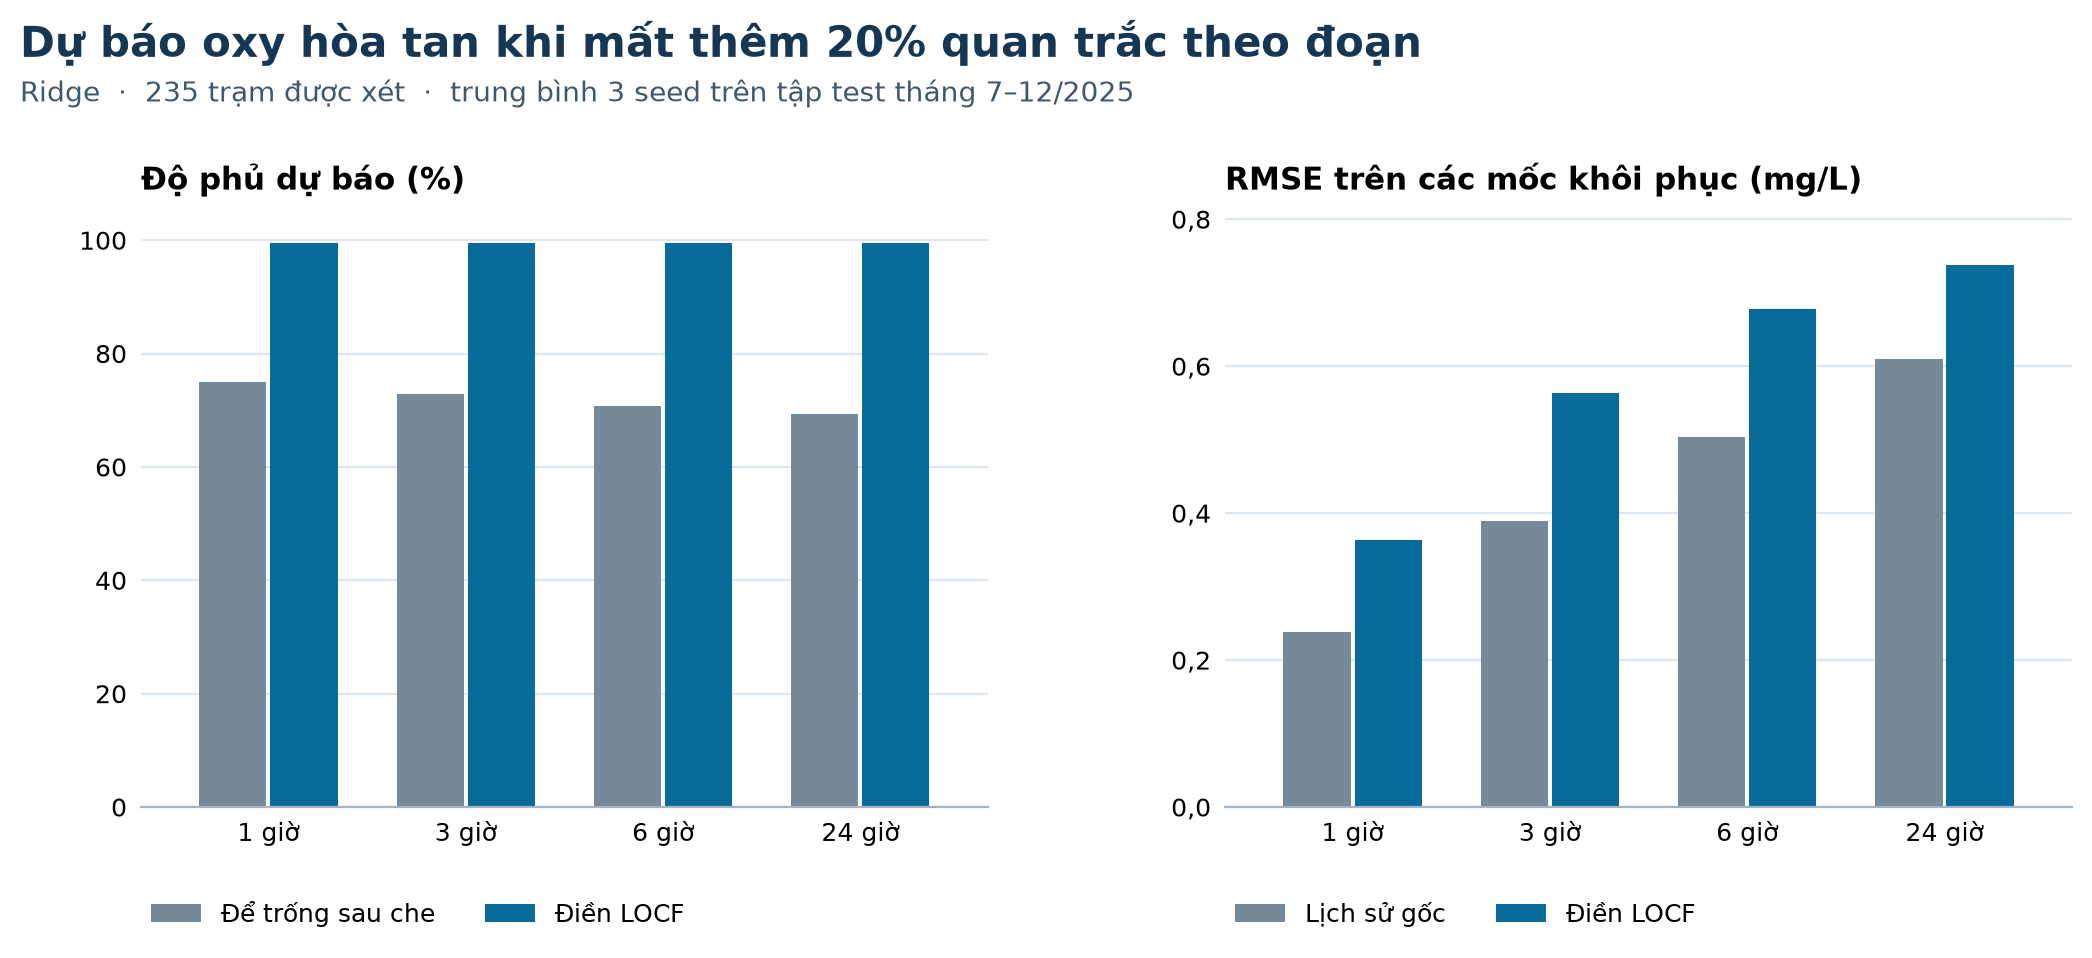 Dự báo oxy hòa tan khi mất thêm 20% quan trắc theo đoạn
Ridge · 235 trạm được xét · trung bình 3 seed trên tập test tháng 7–12/2025
Độ phủ dự báo (%)
100
80
60
40
20
0
1 giờ 3 giờ 6 giờ 24 giờ
Để trống sau che Điền LOCF
RMSE trên các mốc khôi phục (mg/L)
0,8
0,6
0,4
0,2
0,0
1 giờ 3 giờ 6 giờ 24 giờ
Lịch sử gốc Điền LOCF